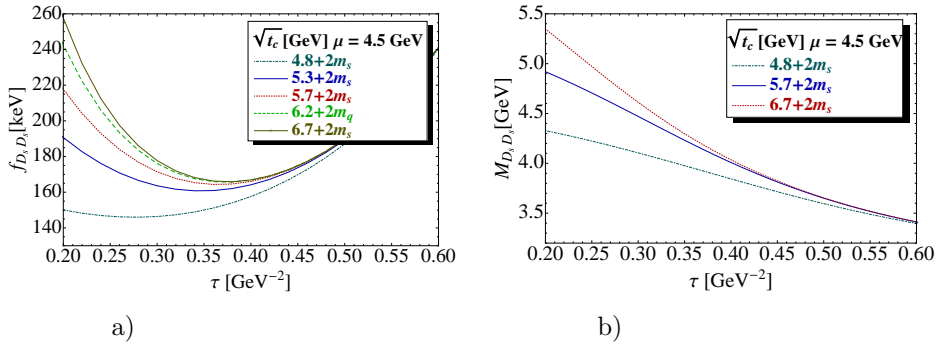 260
240
220
200
180
160
140
f_{D_s D_s} [keV]
√t_c [GeV] μ = 4.5 GeV
4.8+2m_s
5.3+2m_s
5.7+2m_s
6.2+2m_q
6.7+2m_s
0.20 0.25 0.30 0.35 0.40 0.45 0.50 0.55 0.60
τ [GeV⁻²]
a)
5.0
4.5
4.0
3.5
M_{D_s D_s} [GeV]
√t_c [GeV] μ = 4.5 GeV
4.8+2m_s
5.7+2m_s
6.7+2m_s
0.20 0.25 0.30 0.35 0.40 0.45 0.50 0.55 0.60
τ [GeV⁻²]
b)